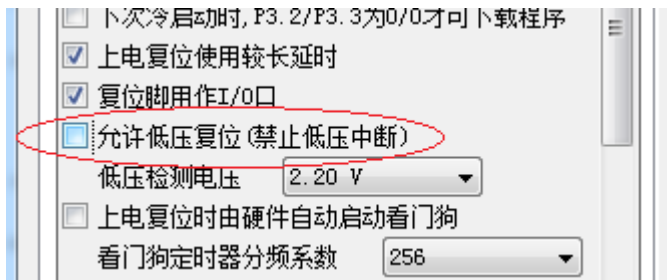 下次冷启动时,P3.2/P3.3为0/0才可下载程序
上电复位使用较长延时
复位脚用作I/O口
允许低压复位(禁止低压中断)
低压检测电压 2.20 V
上电复位时由硬件自动启动看门狗
看门狗定时器分频系数 256